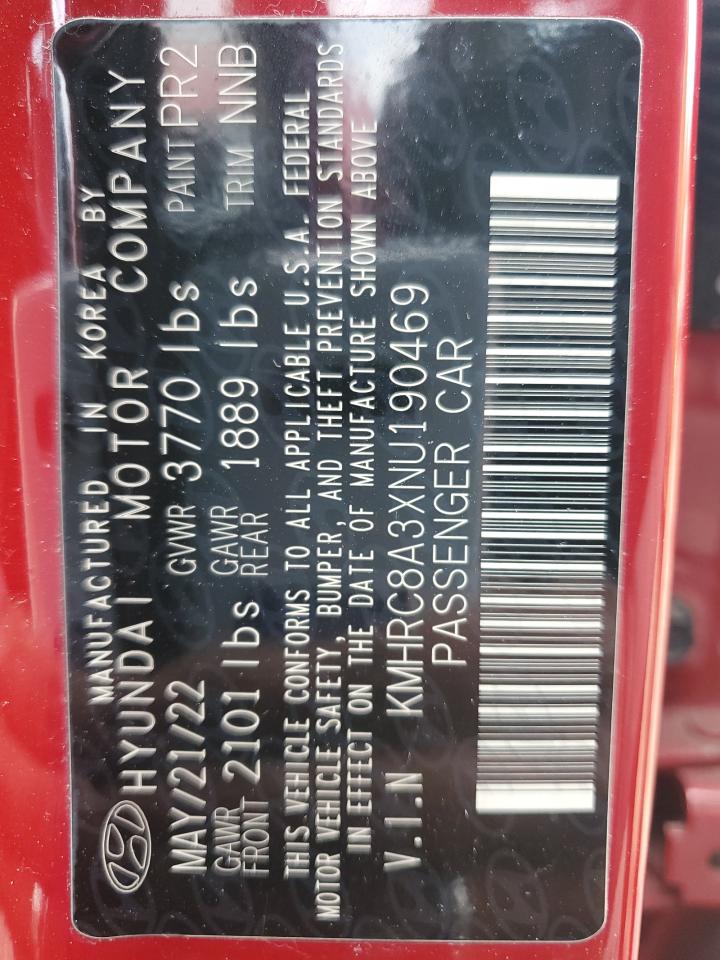 MANUFACTURED IN KOREA BY
HYUNDAI MOTOR COMPANY
MAY/21/22 GVWR 3770 lbs PAINT PR2
GAWR FRONT 2101 lbs GAWR REAR 1889 lbs TRIM NNB
THIS VEHICLE CONFORMS TO ALL APPLICABLE U.S.A. FEDERAL
MOTOR VEHICLE SAFETY, BUMPER, AND THEFT PREVENTION STANDARDS
IN EFFECT ON THE DATE OF MANUFACTURE SHOWN ABOVE
V.I.N KMHRC8A3XNU190469
PASSENGER CAR